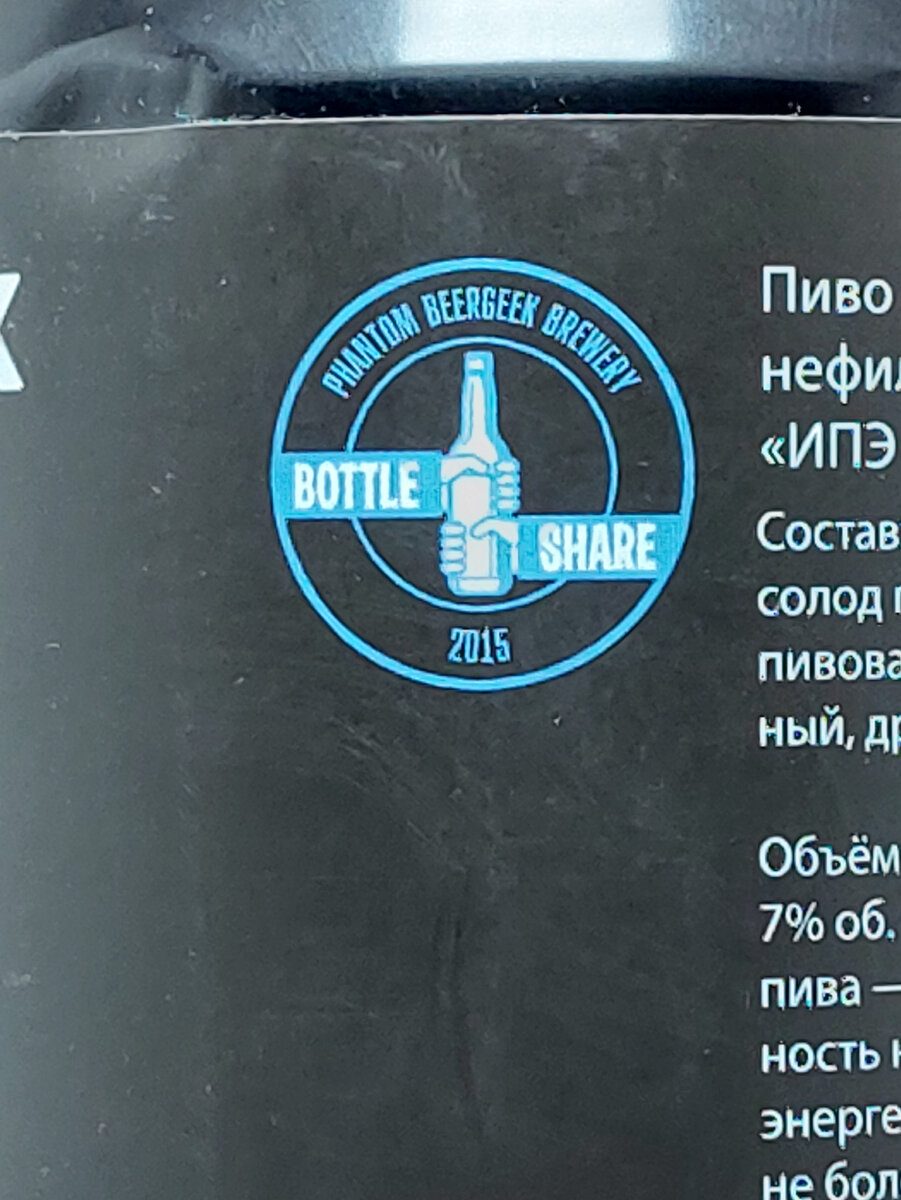 PHANTOM BEERGEEK BREWERY
BOTTLE
SHARE
2015
Пиво
нефил
«ИПЭ
Состав
солод
пивова
ный, др
Объём
7% об.
пива —
ность
энерге
не бол